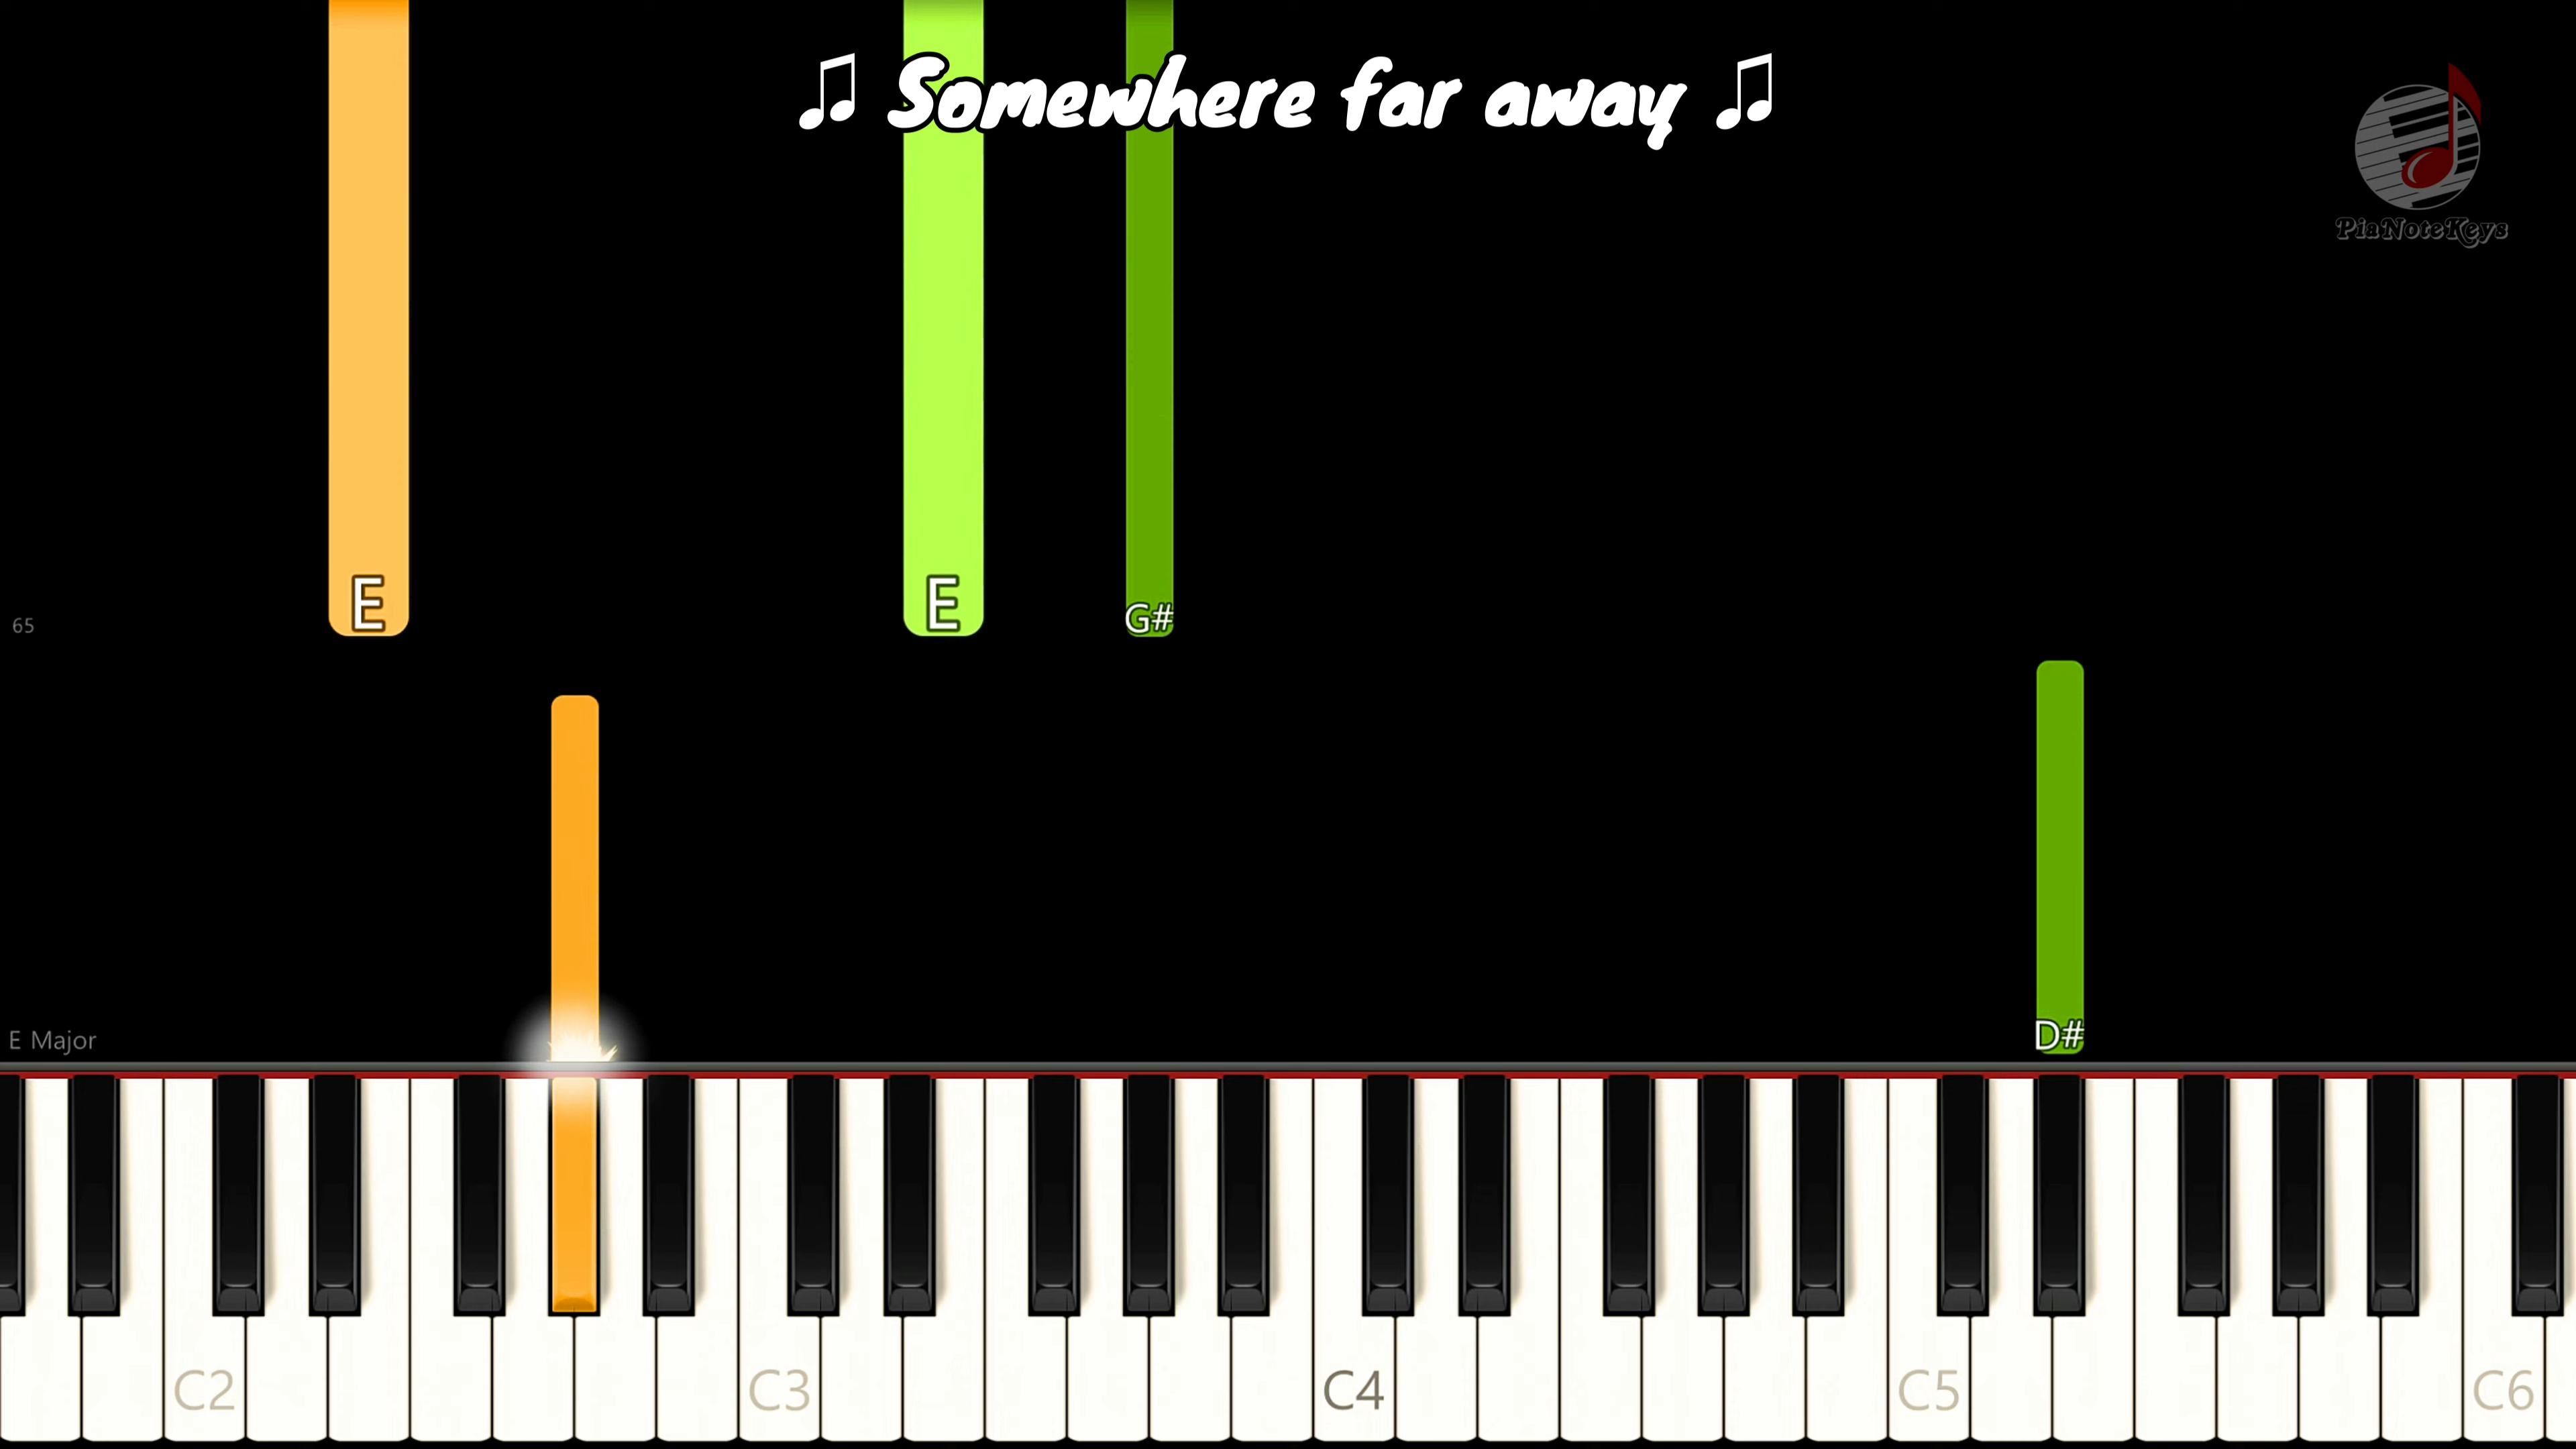 ♫ Somewhere far away ♫
PiaNoteKeys
E
E
G#
65
D#
E Major
C2
C3
C4
C5
C6